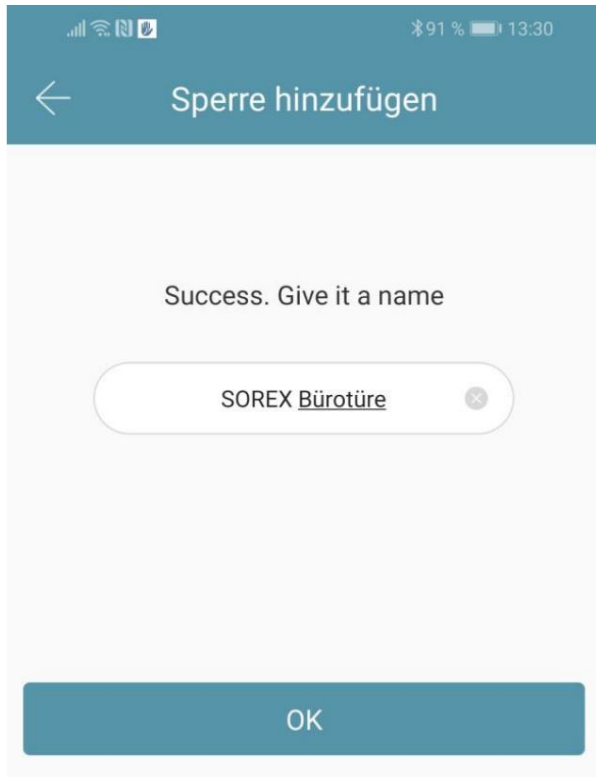 91 % 13:30
Sperre hinzufügen
Success. Give it a name
SOREX Bürotüre
OK